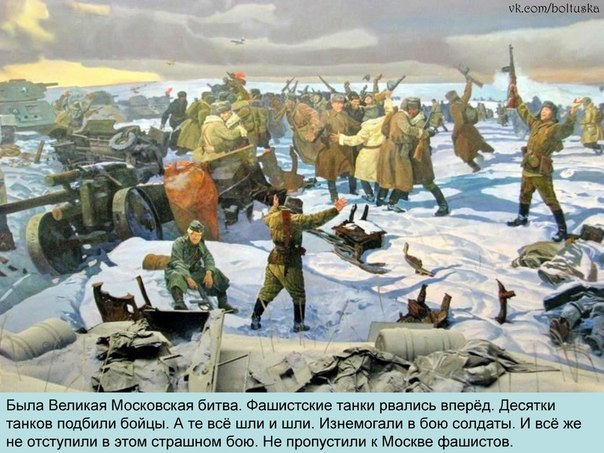 vk.com/boltuska
Была Великая Московская битва. Фашистские танки рвались вперёд. Десятки
танков подбили бойцы. А те всё шли и шли. Изнемогали в бою солдаты. И всё же
не отступили в этом страшном бою. Не пропустили к Москве фашистов.